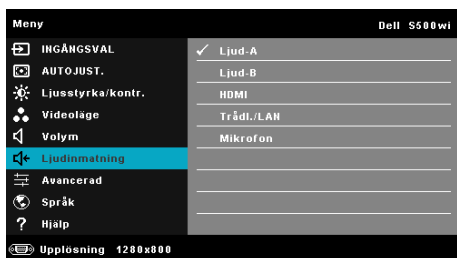 Meny Dell S500wi
INGÅNGSVAL
AUTOJUST.
Ljusstyrka/kontr.
Videoläge
Volym
Ljudinmatning
Avancerad
Språk
Hjälp
Ljud-A
Ljud-B
HDMI
Trådl./LAN
Mikrofon
Upplösning 1280x800